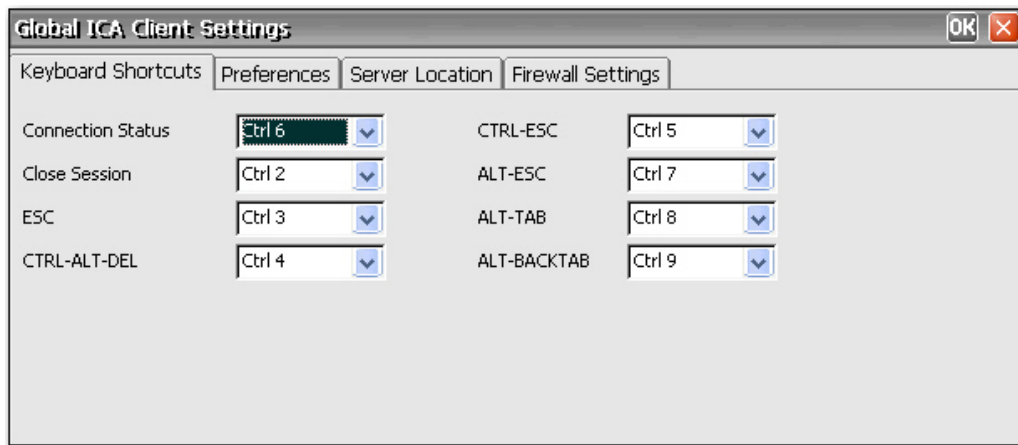 Global ICA Client Settings OK
Keyboard Shortcuts Preferences Server Location Firewall Settings
Connection Status Ctrl 6 CTRL-ESC Ctrl 5
Close Session Ctrl 2 ALT-ESC Ctrl 7
ESC Ctrl 3 ALT-TAB Ctrl 8
CTRL-ALT-DEL Ctrl 4 ALT-BACKTAB Ctrl 9